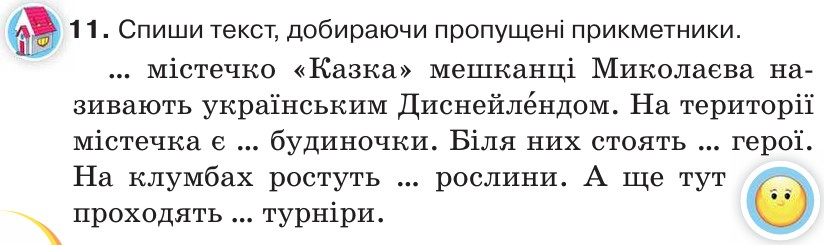 11. Спиши текст, добираючи пропущені прикметники.
... містечко «Казка» мешканці Миколаєва на-
зивають українським Диснейле́ндом. На території
містечка є ... будиночки. Біля них стоять ... герої.
На клумбах ростуть ... рослини. А ще тут
проходять ... турніри.